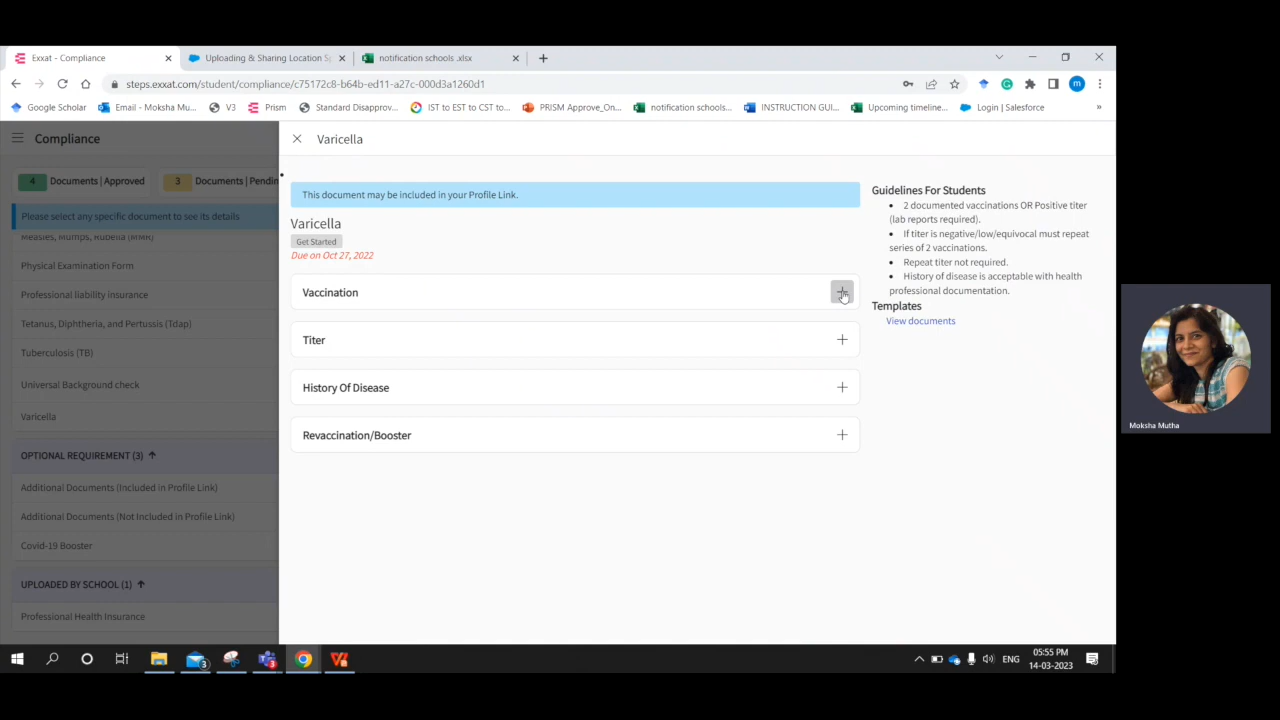 Exxat - Compliance
Uploading & Sharing Location S
notification schools .xlsx
steps.exxat.com/student/compliance/c75172c8-b64b-ed11-a27c-000d3a1260d1
m
Google Scholar
Email - Moksha Mu...
V3
Prism
Standard Disapprov...
IST to EST to CST to...
PRISM Approve_On...
notification schools...
INSTRUCTION GUI...
Upcoming timeline...
Login | Salesforce
»
Compliance
4 Documents | Approved
3 Documents | Pendin
Please select any specific document to see its details
Measles, Mumps, Rubella (MMR)
Physical Examination Form
Professional liability insurance
Tetanus, Diphtheria, and Pertussis (Tdap)
Tuberculosis (TB)
Universal Background check
Varicella
OPTIONAL REQUIREMENT (3)
Additional Documents (Included in Profile Link)
Additional Documents (Not Included in Profile Link)
Covid-19 Booster
UPLOADED BY SCHOOL (1)
Professional Health Insurance
Varicella
This document may be included in your Profile Link.
Varicella
Get Started
Due on Oct 27, 2022
Vaccination
Titer
History Of Disease
Revaccination/Booster
Guidelines For Students
• 2 documented vaccinations OR Positive titer
(lab reports required).
• If titer is negative/low/equivocal must repeat
series of 2 vaccinations.
• Repeat titer not required.
• History of disease is acceptable with health
professional documentation.
Templates
View documents
Moksha Mutha
3
3
ENG
05:55 PM
14-03-2023